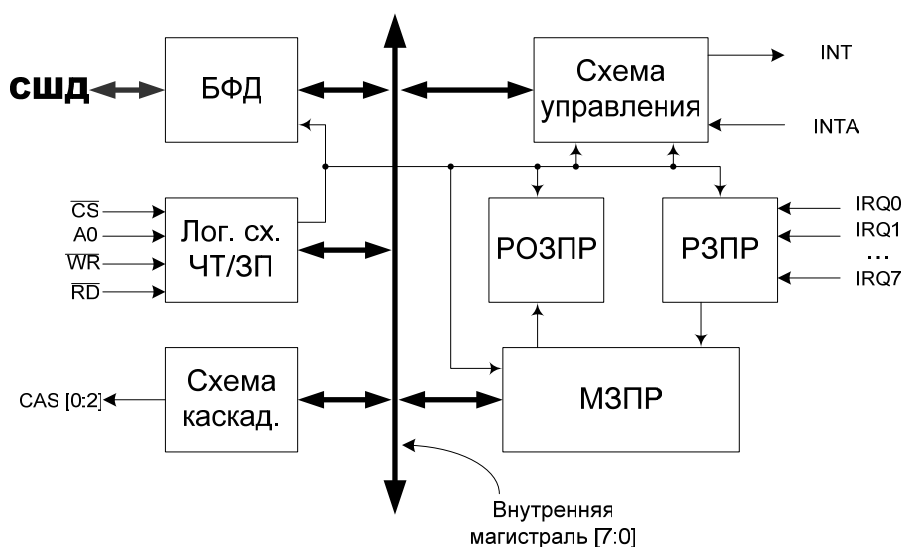 СШД
БФД
Схема
управления
INT
INTA
CS
A0
WR
RD
Лог. сх.
ЧТ/ЗП
РОЗПР
РЗПР
IRQ0
IRQ1
...
IRQ7
CAS [0:2]
Схема
каскад.
МЗПР
Внутренняя
магистраль [7:0]